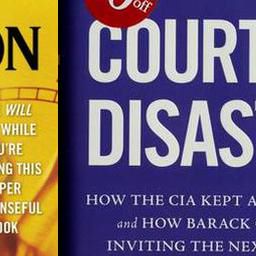 ON
WILL
WHILE
U'RE
NG THIS
PER
NSEFUL
OOK
off
COURT
DISAS
HOW THE CIA KEPT A
and HOW BARACK
INVITING THE NEX